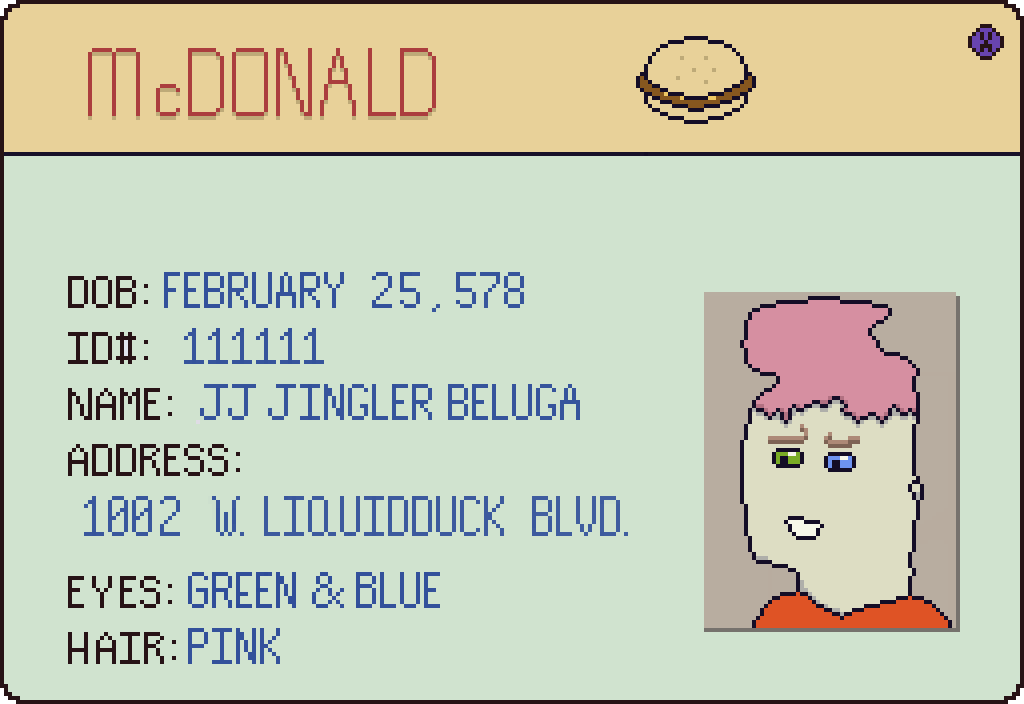 McDONALD
X
DOB: FEBRUARY 25,578
ID#: 111111
NAME: JJ JINGLER BELUGA
ADDRESS:
1002 W. LIQUIDDUCK BLVD.
EYES: GREEN & BLUE
HAIR: PINK